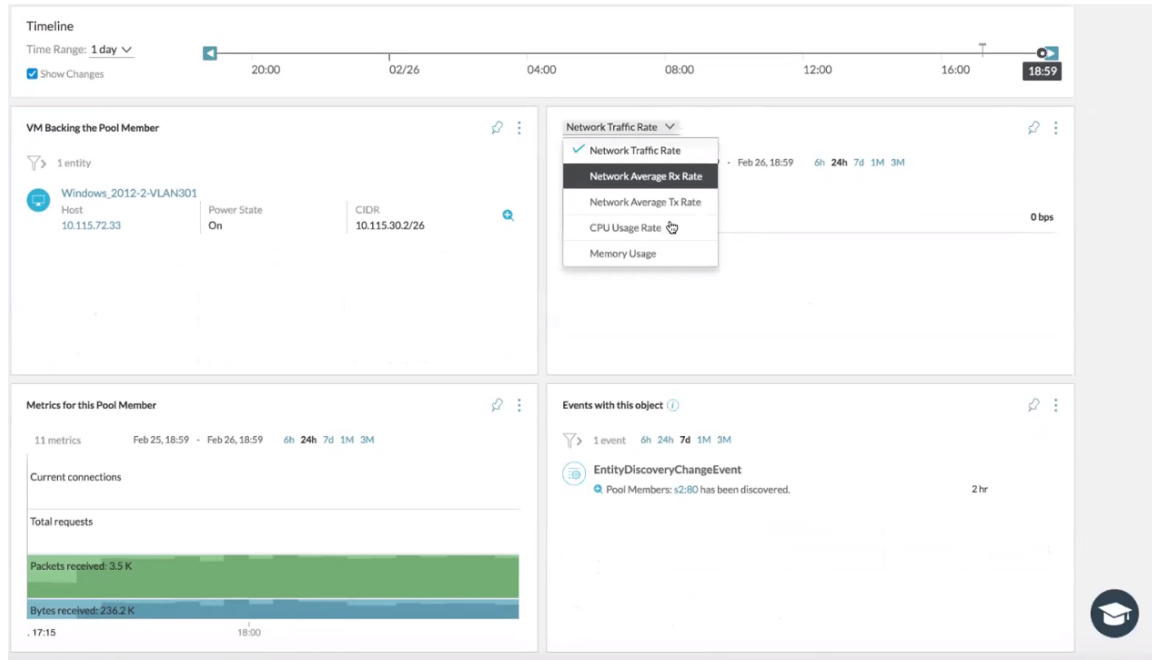 Timeline
Time Range: 1 day
Show Changes
20:00 02/26 04:00 08:00 12:00 16:00 18:59
VM Backing the Pool Member
1 entity
Windows_2012-2-VLAN301
Host Power State CIDR
10.115.72.33 On 10.115.30.2/26
Network Traffic Rate
Network Traffic Rate
Network Average Rx Rate
Network Average Tx Rate
CPU Usage Rate
Memory Usage
- Feb 26, 18:59 6h 24h 7d 1M 3M
0 bps
Metrics for this Pool Member
11 metrics Feb 25, 18:59 - Feb 26, 18:59 6h 24h 7d 1M 3M
Current connections
Total requests
Packets received: 3.5 K
Bytes received: 236.2 K
. 17:15 18:00
Events with this object
1 event 6h 24h 7d 1M 3M
EntityDiscoveryChangeEvent
Pool Members: s2:80 has been discovered. 2 hr